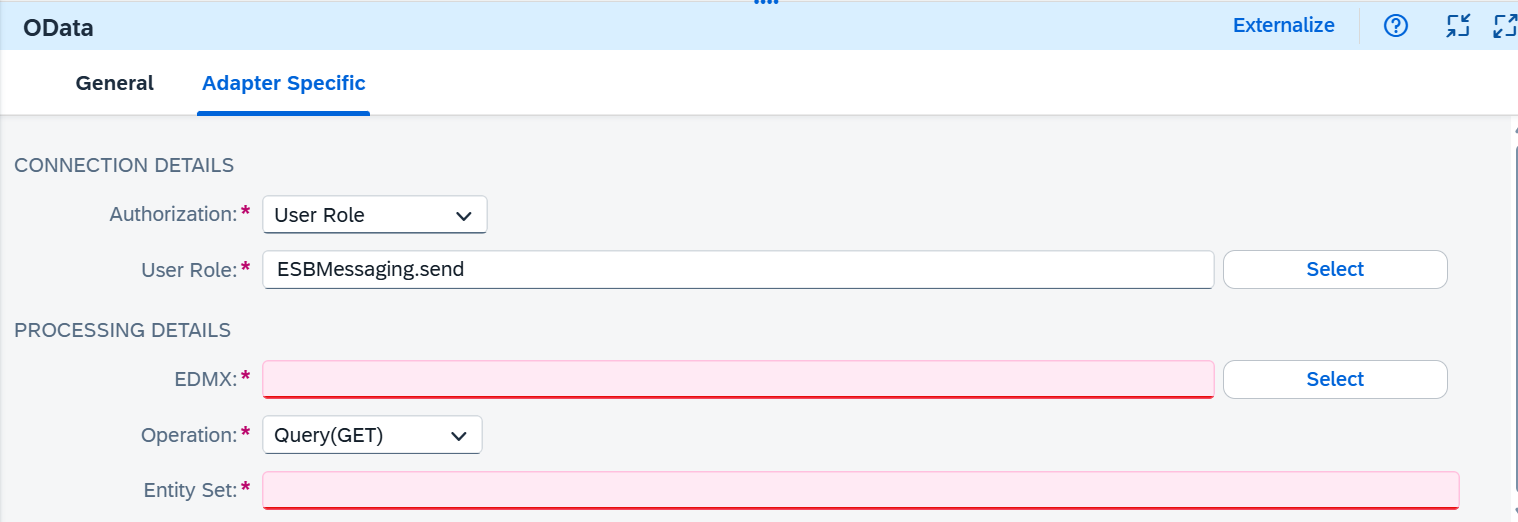 OData
Externalize
General Adapter Specific
CONNECTION DETAILS
Authorization:* User Role
User Role:* ESBMessaging.send Select
PROCESSING DETAILS
EDMX:* Select
Operation:* Query(GET)
Entity Set:*